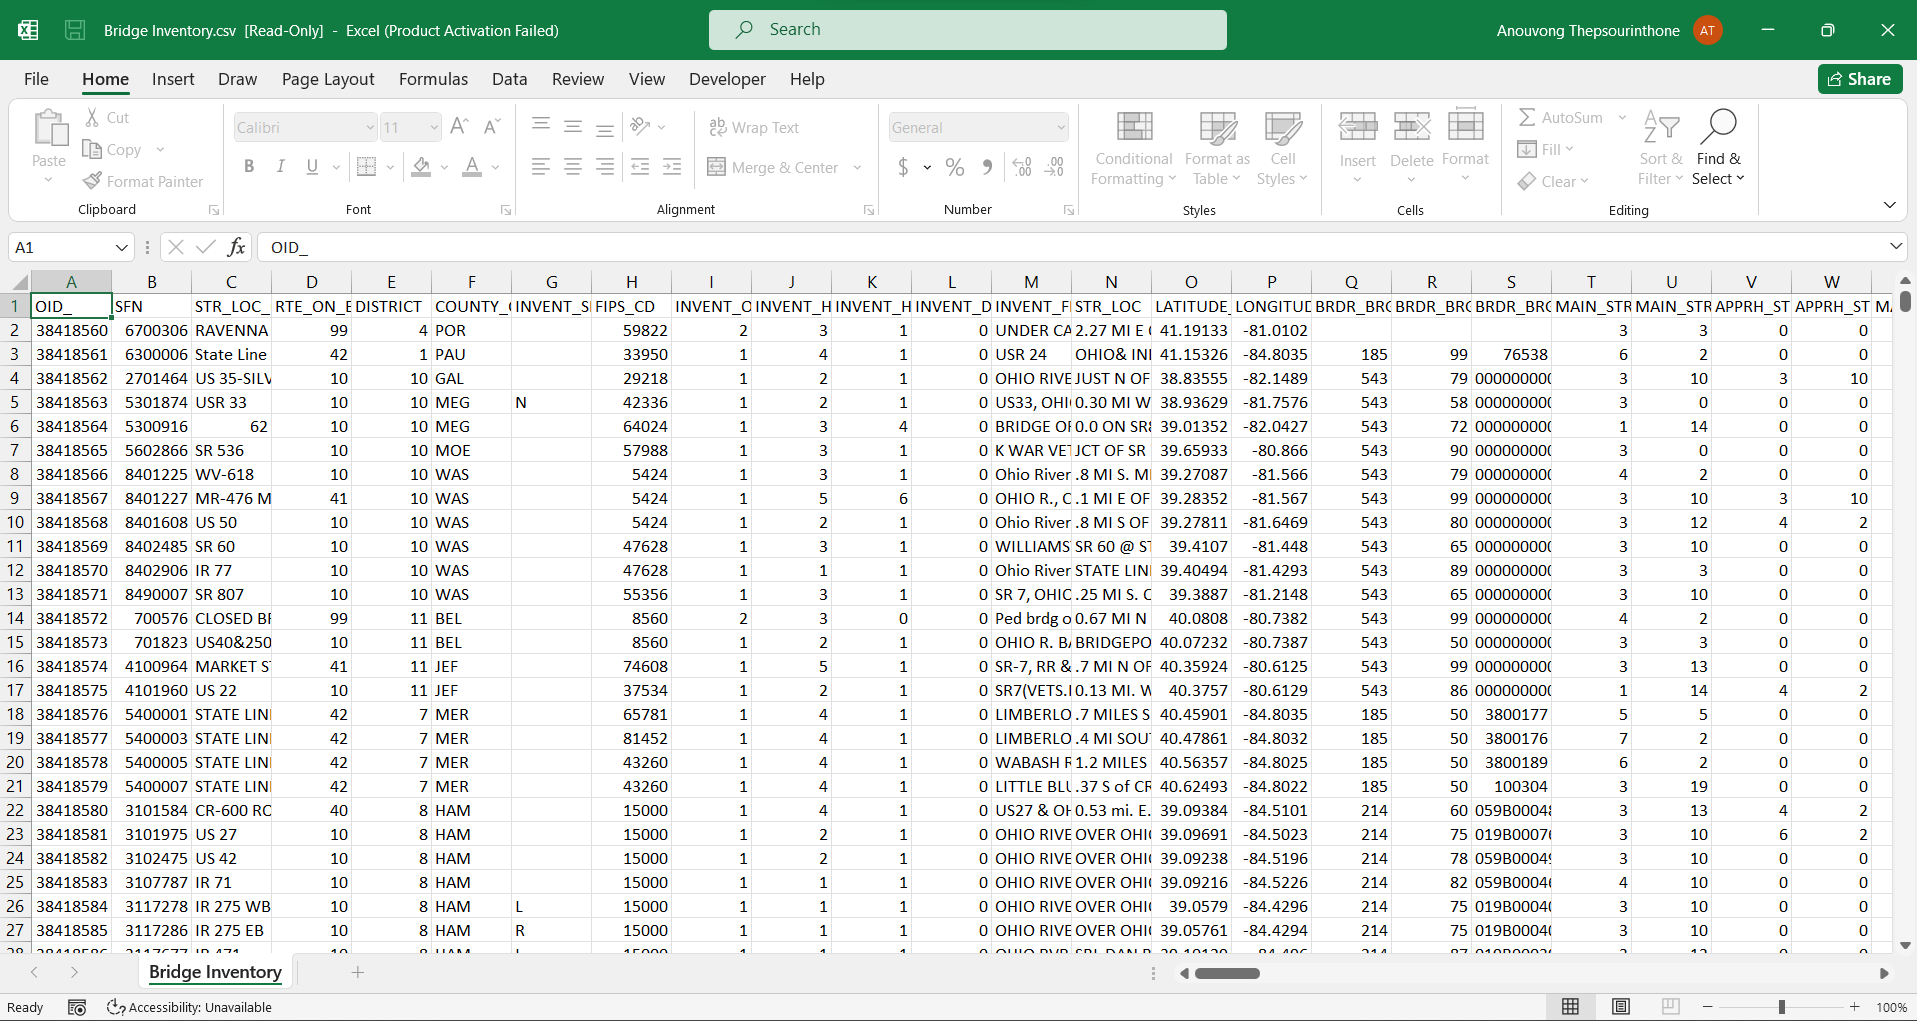 Bridge Inventory.csv [Read-Only] - Excel (Product Activation Failed)
Search
Anouvong Thepsourinthone AT
File Home Insert Draw Page Layout Formulas Data Review View Developer Help Share
Paste Cut Copy Format Painter Clipboard
Calibri 11 B I U A Font
Wrap Text Merge & Center Alignment
General $ % Number
Conditional Formatting Format as Table Cell Styles Styles
Insert Delete Format Cells
AutoSum Fill Clear Sort & Filter Find & Select Editing
A1 fx OID_
A B C D E F G H I J K L M N O P Q R S T U V W
1 OID_ SFN STR_LOC_ RTE_ON_B DISTRICT COUNTY_ INVENT_S FIPS_CD INVENT_O INVENT_H INVENT_H INVENT_D INVENT_F STR_LOC LATITUDE_ LONGITUD BRDR_BRG BRDR_BRG BRDR_BRG MAIN_STR MAIN_STR APPRH_ST APPRH_ST MA
2 38418560 6700306 RAVENNA 99 4 POR 59822 2 3 1 0 UNDER CA 2.27 MI E 41.19133 -81.0102 3 3 0 0
3 38418561 6300006 State Line 42 1 PAU 33950 1 4 1 0 USR 24 OHIO& INI 41.15326 -84.8035 185 99 76538 6 2 0 0
4 38418562 2701464 US 35-SILV 10 10 GAL 29218 1 2 1 0 OHIO RIVE JUST N OF 38.83555 -82.1489 543 79 000000000 3 10 3 10
5 38418563 5301874 USR 33 10 10 MEG N 42336 1 2 1 0 US33, OHI 0.30 MI W 38.93629 -81.7576 543 58 000000000 3 0 0 0
6 38418564 5300916 62 10 10 MEG 64024 1 3 4 0 BRIDGE OF 0.0 ON SR8 39.01352 -82.0427 543 72 000000000 1 14 0 0
7 38418565 5602866 SR 536 10 10 MOE 57988 1 3 1 0 K WAR VET JCT OF SR 39.65933 -80.866 543 90 000000000 3 0 0 0
8 38418566 8401225 WV-618 10 10 WAS 5424 1 3 1 0 Ohio River .8 MI S. MI 39.27087 -81.566 543 79 000000000 4 2 0 0
9 38418567 8401227 MR-476 M 41 10 WAS 5424 1 5 6 0 OHIO R., C .1 MI E OF 39.28352 -81.567 543 99 000000000 3 10 3 10
10 38418568 8401608 US 50 10 10 WAS 5424 1 2 1 0 Ohio River .8 MI S OF 39.27811 -81.6469 543 80 000000000 3 12 4 2
11 38418569 8402485 SR 60 10 10 WAS 47628 1 3 1 0 WILLIAMS SR 60 @ ST 39.4107 -81.448 543 65 000000000 3 10 0 0
12 38418570 8402906 IR 77 10 10 WAS 47628 1 1 1 0 Ohio River STATE LINI 39.40494 -81.4293 543 89 000000000 3 3 0 0
13 38418571 8490007 SR 807 10 10 WAS 55356 1 3 1 0 SR 7, OHIC .25 MI S. C 39.3887 -81.2148 543 65 000000000 3 10 0 0
14 38418572 700576 CLOSED BF 99 11 BEL 8560 2 3 0 0 Ped brdg o 0.67 MI N 40.0808 -80.7382 543 99 000000000 4 2 0 0
15 38418573 701823 US40&250 10 11 BEL 8560 1 2 1 0 OHIO R. BA BRIDGEPO 40.07232 -80.7387 543 50 000000000 3 3 0 0
16 38418574 4100964 MARKET ST 41 11 JEF 74608 1 5 1 0 SR-7, RR & .7 MI N OF 40.35924 -80.6125 543 99 000000000 3 13 0 0
17 38418575 4101960 US 22 10 11 JEF 37534 1 2 1 0 SR7(VETS.I 0.13 MI. W 40.3757 -80.6129 543 86 000000000 1 14 4 2
18 38418576 5400001 STATE LINI 42 7 MER 65781 1 4 1 0 LIMBERLO .7 MILES S 40.45901 -84.8035 185 50 3800177 5 5 0 0
19 38418577 5400003 STATE LINI 42 7 MER 81452 1 4 1 0 LIMBERLO .4 MI SOU 40.47861 -84.8032 185 50 3800176 7 2 0 0
20 38418578 5400005 STATE LINI 42 7 MER 43260 1 4 1 0 WABASH R 1.2 MILES 40.56357 -84.8025 185 50 3800189 6 2 0 0
21 38418579 5400007 STATE LINI 42 7 MER 43260 1 4 1 0 LITTLE BLU .37 S of CR 40.62493 -84.8022 185 50 100304 3 19 0 0
22 38418580 3101584 CR-600 RO 40 8 HAM 15000 1 4 1 0 US27 & OH 0.53 mi. E. 39.09384 -84.5101 214 60 059B00048 3 13 4 2
23 38418581 3101975 US 27 10 8 HAM 15000 1 2 1 0 OHIO RIVE OVER OHI 39.09691 -84.5023 214 75 019B00076 3 10 6 2
24 38418582 3102475 US 42 10 8 HAM 15000 1 2 1 0 OHIO RIVE OVER OHI 39.09238 -84.5196 214 78 059B00049 3 10 0 0
25 38418583 3107787 IR 71 10 8 HAM 15000 1 1 1 0 OHIO RIVE OVER OHI 39.09216 -84.5226 214 82 059B00046 4 10 0 0
26 38418584 3117278 IR 275 WB 10 8 HAM L 15000 1 1 1 0 OHIO RIVE OVER OHI 39.0579 -84.4296 214 75 019B00040 3 10 0 0
27 38418585 3117286 IR 275 EB 10 8 HAM R 15000 1 1 1 0 OHIO RIVE OVER OHI 39.05761 -84.4294 214 75 019B00040 3 10 0 0
Bridge Inventory
Ready Accessibility: Unavailable 100%